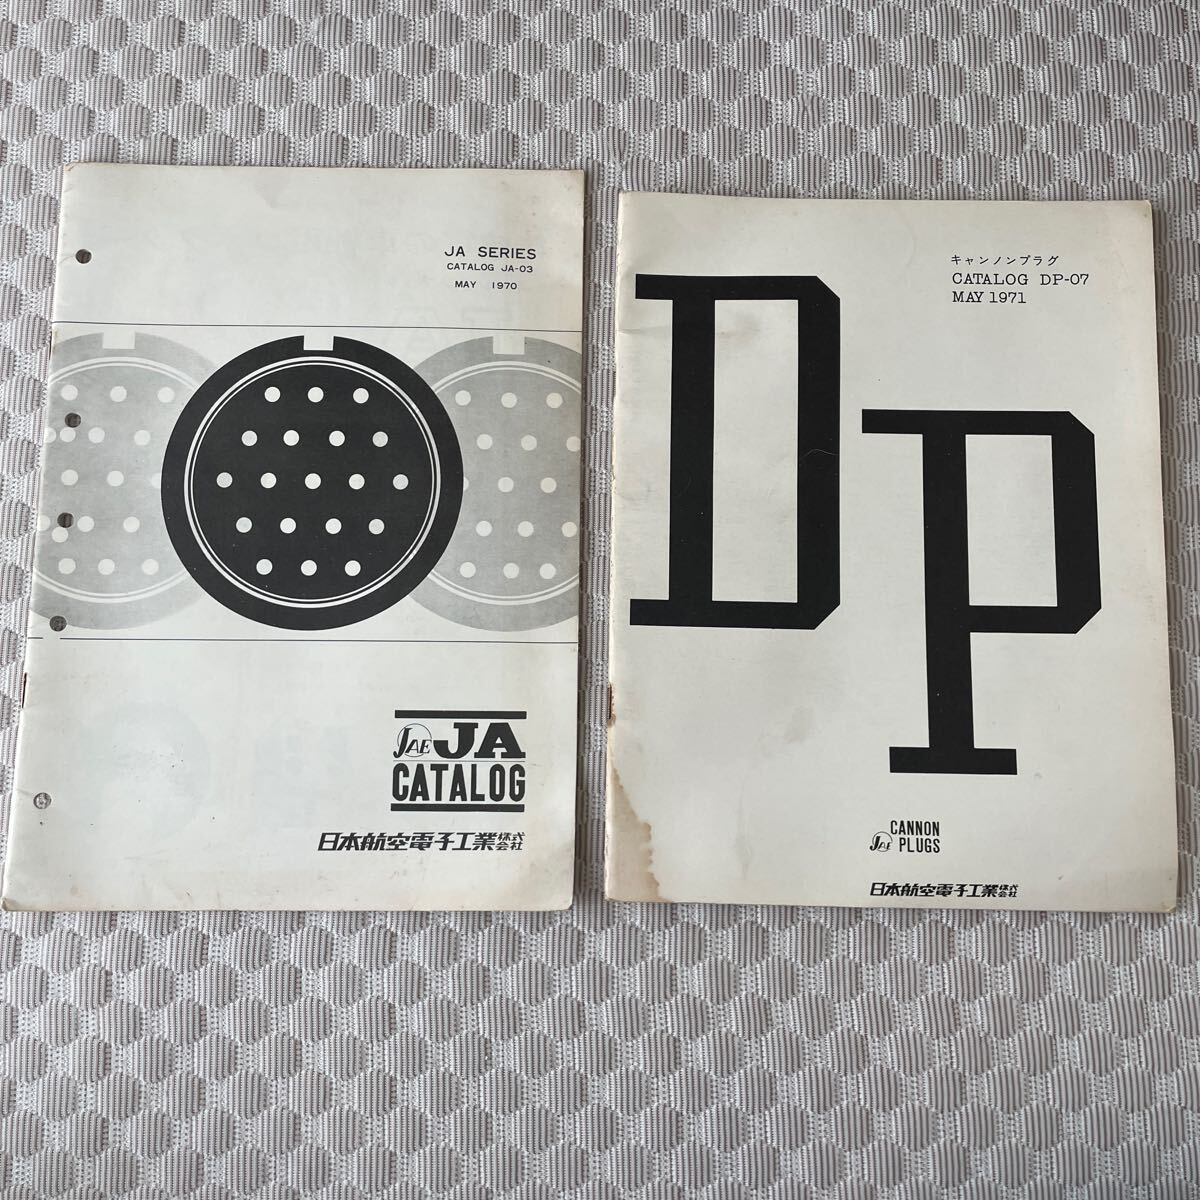 JA SERIES
CATALOG JA-03
MAY 1970
JAE JA
CATALOG
日本航空電子工業株式会社
キャンノンプラグ
CATALOG DP-07
MAY 1971
DP
CANNON
JAE PLUGS
日本航空電子工業株式会社